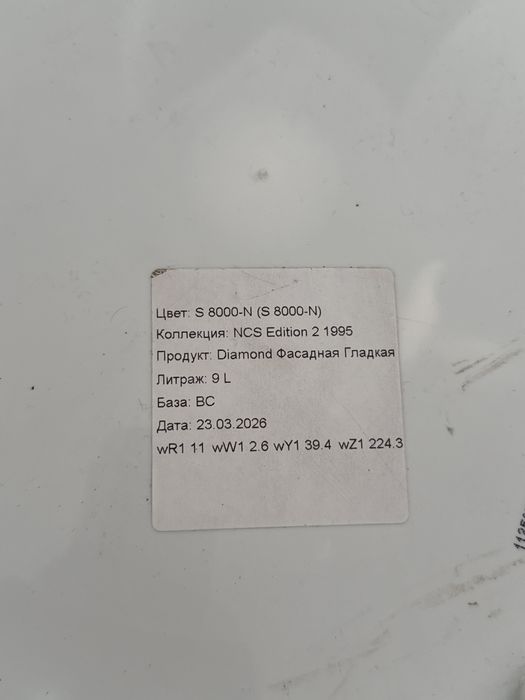 Цвет: S 8000-N (S 8000-N)
Коллекция: NCS Edition 2 1995
Продукт: Diamond Фасадная Гладкая
Литраж: 9 L
База: BC
Дата: 23.03.2026
wR1 11 wW1 2.6 wY1 39.4 wZ1 224.3